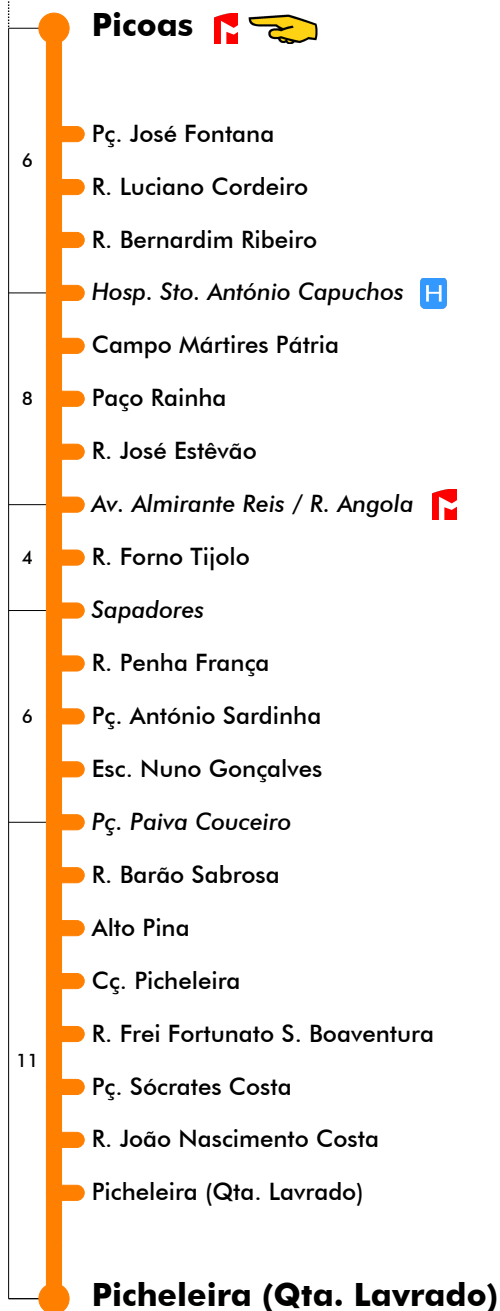 Picoas
6
Pç. José Fontana
R. Luciano Cordeiro
R. Bernardim Ribeiro
Hosp. Sto. António Capuchos H
Campo Mártires Pátria
8
Paço Rainha
R. José Estêvão
Av. Almirante Reis / R. Angola
4
R. Forno Tijolo
Sapadores
R. Penha França
6
Pç. António Sardinha
Esc. Nuno Gonçalves
Pç. Paiva Couceiro
R. Barão Sabrosa
Alto Pina
Cç. Picheleira
R. Frei Fortunato S. Boaventura
11
Pç. Sócrates Costa
R. João Nascimento Costa
Picheleira (Qta. Lavrado)
Picheleira (Qta. Lavrado)